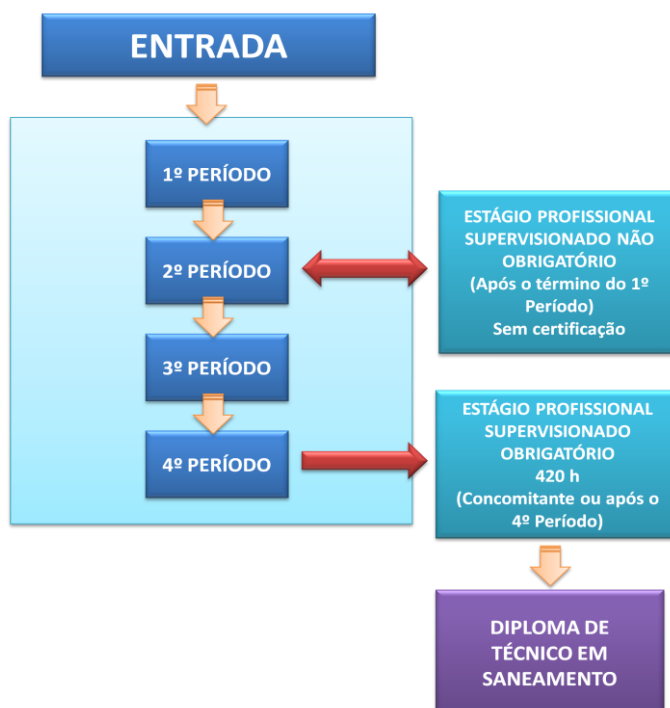 ENTRADA
1º PERÍODO
2º PERÍODO
3º PERÍODO
4º PERÍODO
ESTÁGIO PROFISSIONAL
SUPERVISIONADO NÃO
OBRIGATÓRIO
(Após o término do 1º
Período)
Sem certificação
ESTÁGIO PROFISSIONAL
SUPERVISIONADO
OBRIGATÓRIO
420 h
(Concomitante ou após o
4º Período)
DIPLOMA DE
TÉCNICO EM
SANEAMENTO